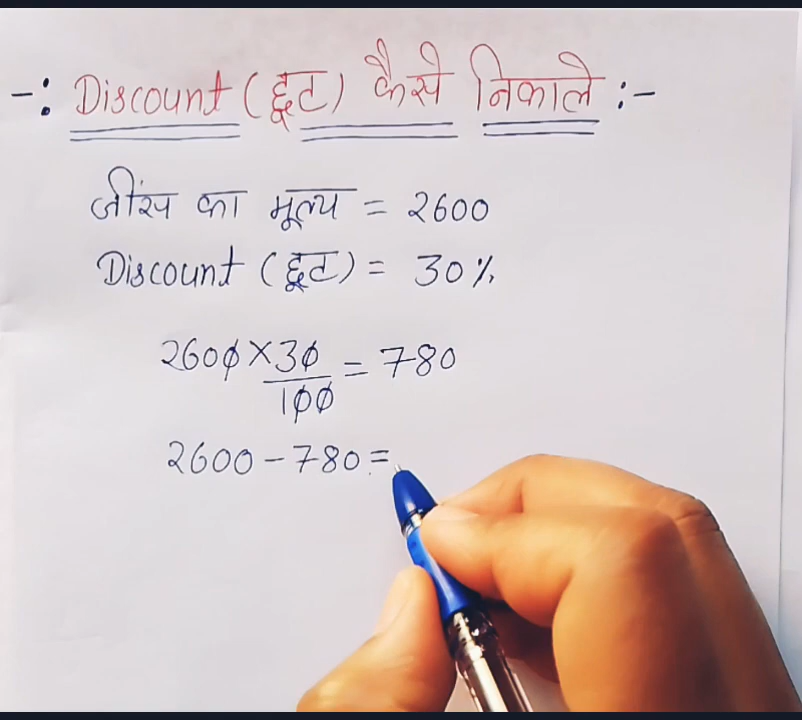 -: Discount (छूट) कैसे निकाले :-
जींस का मूल्य = 2600
Discount (छूट) = 30%
2600 × 30/100 = 780
2600 - 780 =